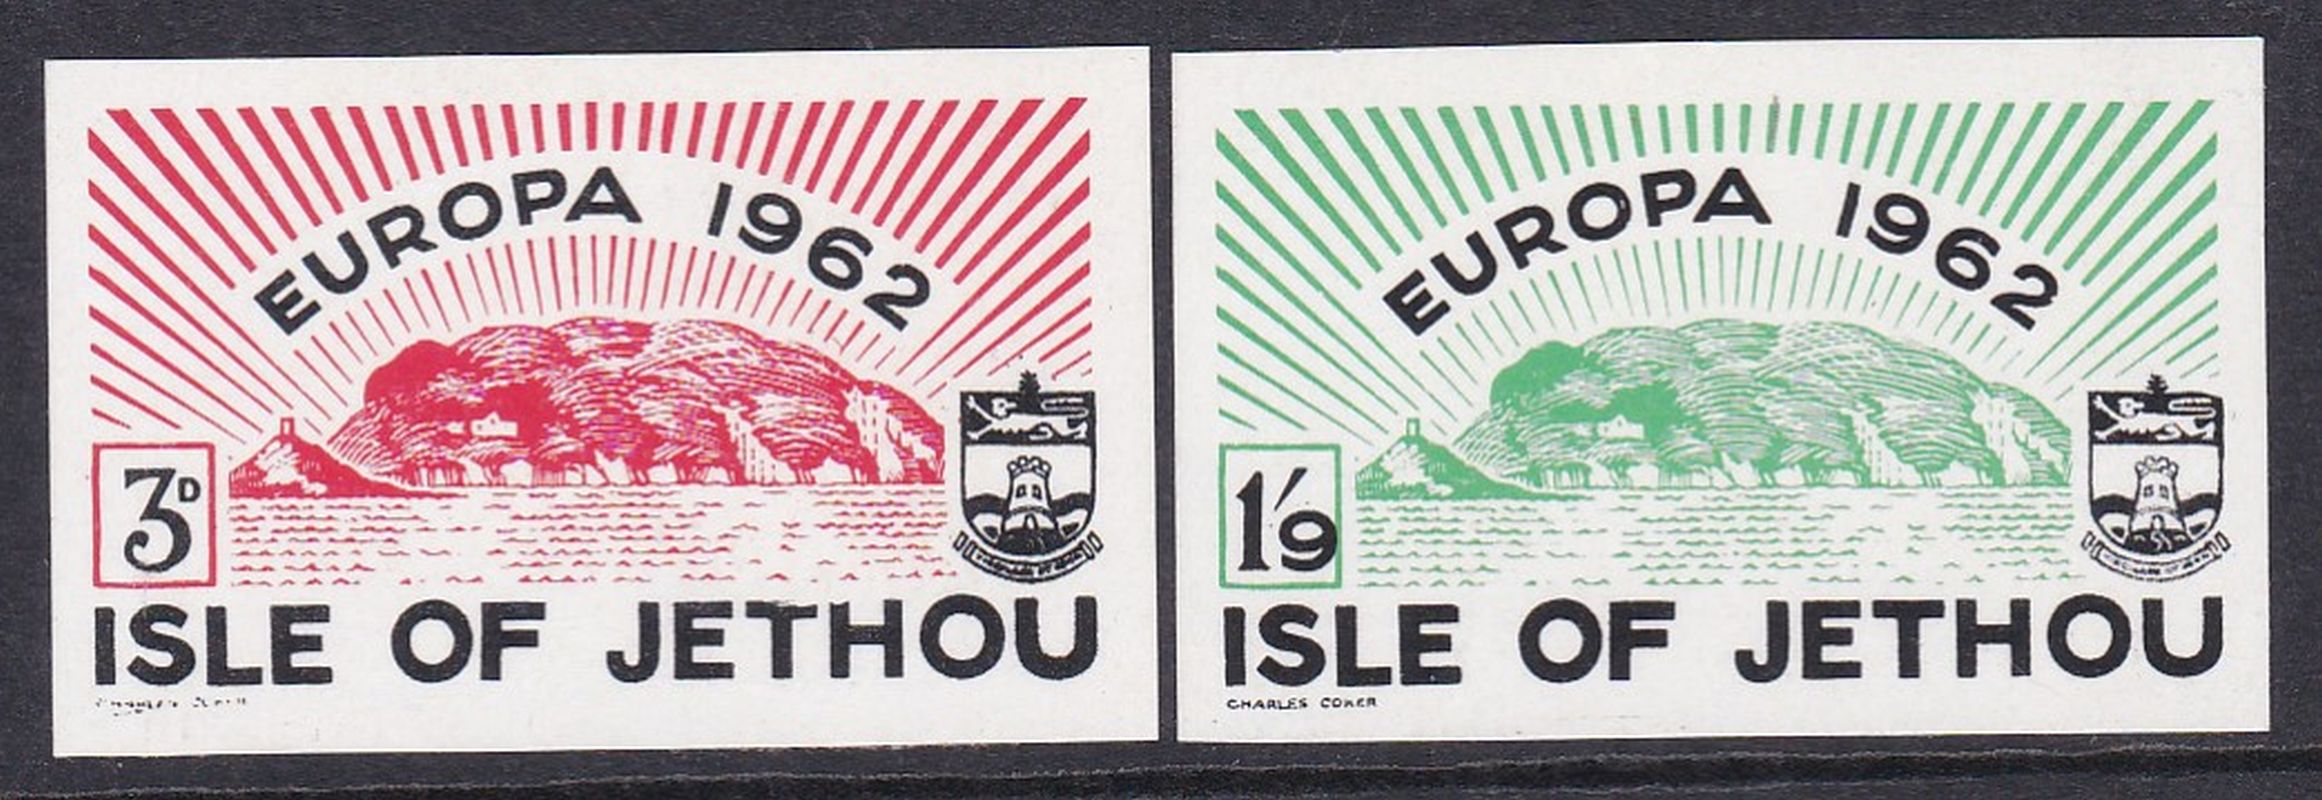 EUROPA 1962
3D
ISLE OF JETHOU
EUROPA 1962
1/9
ISLE OF JETHOU
CHARLES COKER